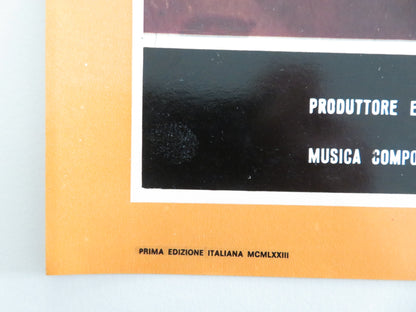 PRODUTTORE E
MUSICA COMPO
PRIMA EDIZIONE ITALIANA MCMLXXIII